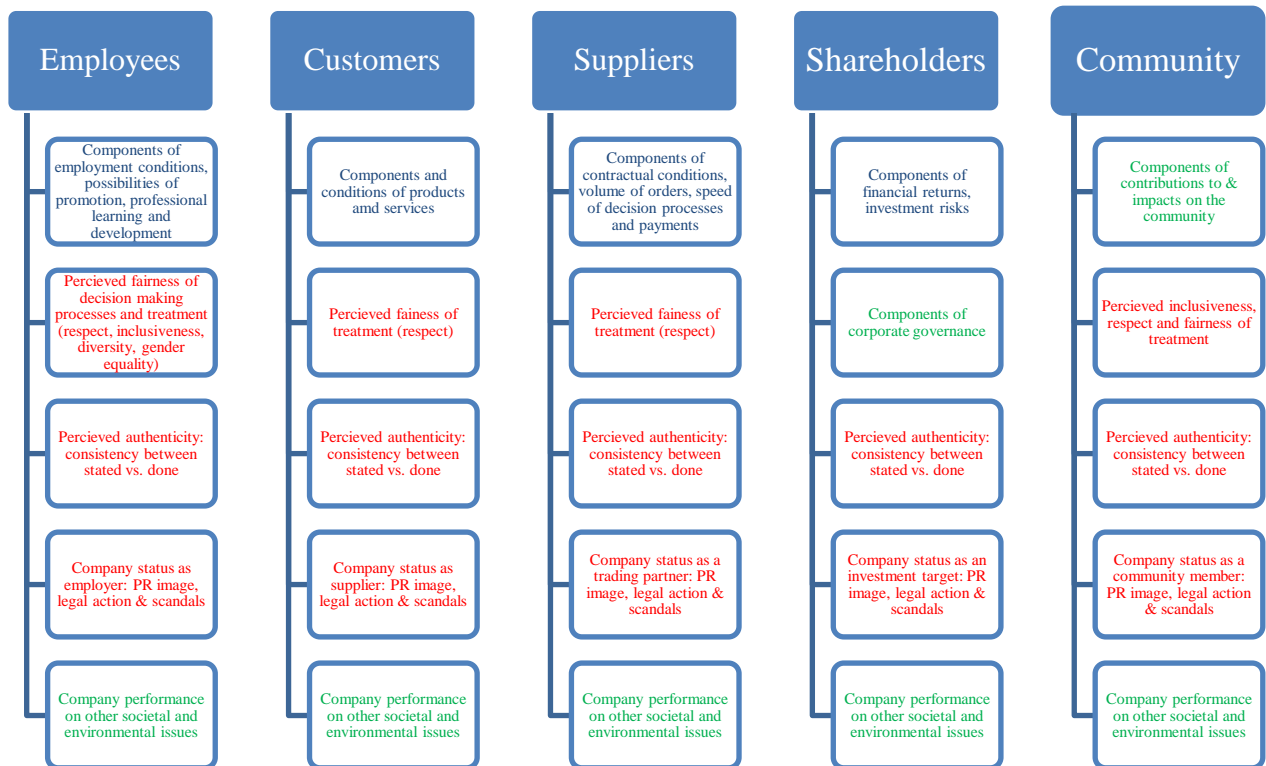 Employees
Components of
employment conditions,
possibilities of
promotion, professional
learning and
development
Percieved fairness of
decision making
processes and treatment
(respect, inclusiveness,
diversity, gender
equality)
Percieved authenticity:
consistency between
stated vs. done
Company status as
employer: PR image,
legal action & scandals
Company performance
on other societal and
environmental issues
Customers
Components and
conditions of products
amd services
Percieved fainess of
treatment (respect)
Percieved authenticity:
consistency between
stated vs. done
Company status as
supplier: PR image,
legal action & scandals
Company performance
on other societal and
environmental issues
Suppliers
Components of
contractual conditions,
volume of orders, speed
of decision processes
and payments
Percieved fainess of
treatment (respect)
Percieved authenticity:
consistency between
stated vs. done
Company status as
a trading partner: PR
image, legal action &
scandals
Company performance
on other societal and
environmental issues
Shareholders
Components of
financial returns,
investment risks
Components of
corporate governance
Percieved authenticity:
consistency between
stated vs. done
Company status as an
investment target: PR
image, legal action &
scandals
Company performance
on other societal and
environmental issues
Community
Components of
contributions to &
impacts on the
community
Percieved inclusiveness,
respect and fairness of
treatment
Percieved authenticity:
consistency between
stated vs. done
Company status as a
community member:
PR image, legal action
& scandals
Company performance
on other societal and
environmental issues